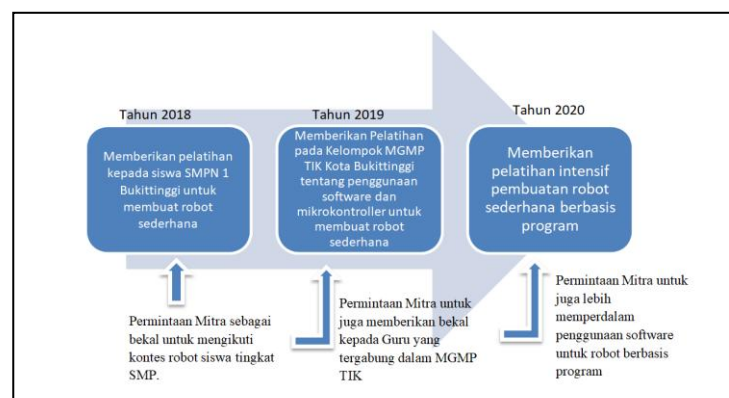 Tahun 2018
Memberikan pelatihan
kepada siswa SMPN 1
Bukittinggi untuk
membuat robot
sederhana
Permintaan Mitra sebagai
bekal untuk mengikuti
kontes robot siswa tingkat
SMP.
Tahun 2019
Memberikan Pelatihan
pada Kelompok MGMP
TIK Kota Bukittinggi
tentang penggunaan
software dan
mikrokontroller untuk
membuat robot
sederhana
Permintaan Mitra untuk
juga memberikan bekal
kepada Guru yang
tergabung dalam MGMP
TIK
Tahun 2020
Memberikan
pelatihan intensif
pembuatan robot
sederhana berbasis
program
Permintaan Mitra untuk
juga lebih
memperdalam
penggunaan software
untuk robot berbasis
program